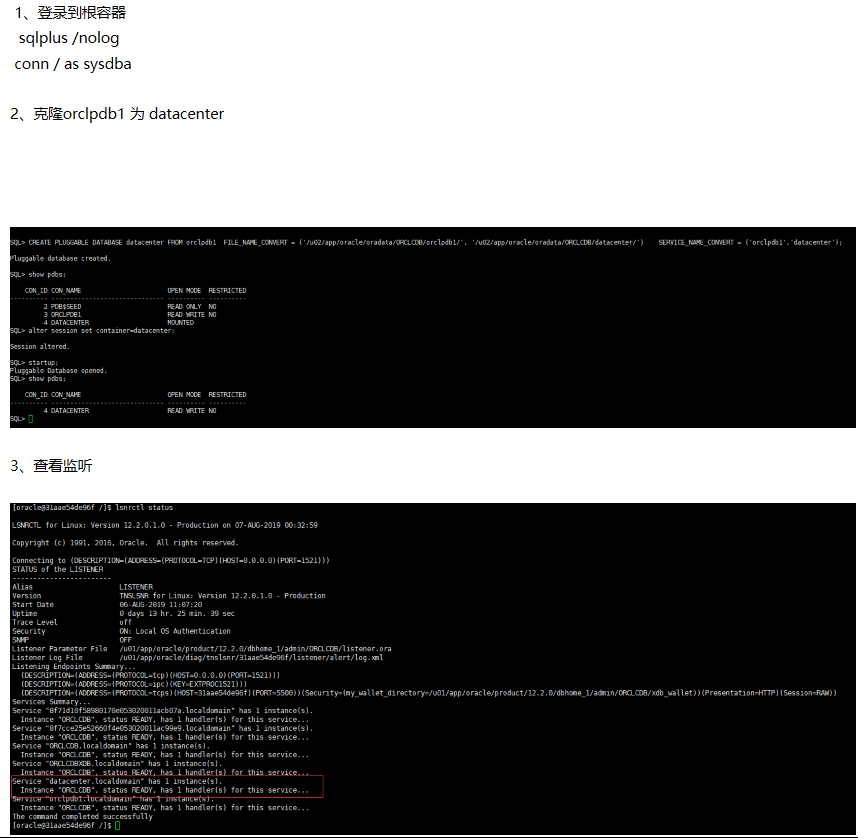 1、登录到根容器
sqlplus /nolog
conn / as sysdba
2、克隆orclpdb1 为 datacenter
SQL> CREATE PLUGGABLE DATABASE datacenter FROM orclpdb1  FILE_NAME_CONVERT = ('/u02/app/oracle/oradata/ORCLCDB/orclpdb1/', '/u02/app/oracle/oradata/ORCLCDB/datacenter/')    SERVICE_NAME_CONVERT = ('orclpdb1','datacenter');
Pluggable database created.
SQL> show pdbs;
CON_ID CON_NAME                       OPEN MODE  RESTRICTED
---------- ------------------------------ ---------- ----------
2 PDB$SEED                       READ ONLY  NO
3 ORCLPDB1                       READ WRITE NO
4 DATACENTER                     MOUNTED
SQL> alter session set container=datacenter;
Session altered.
SQL> startup;
Pluggable Database opened.
SQL> show pdbs;
CON_ID CON_NAME                       OPEN MODE  RESTRICTED
---------- ------------------------------ ---------- ----------
4 DATACENTER                     READ WRITE NO
SQL>
3、查看监听
[oracle@31aae54de96f /]$ lsnrctl status
LSNRCTL for Linux: Version 12.2.0.1.0 - Production on 07-AUG-2019 00:32:59
Copyright (c) 1991, 2016, Oracle.  All rights reserved.
Connecting to (DESCRIPTION=(ADDRESS=(PROTOCOL=TCP)(HOST=0.0.0.0)(PORT=1521)))
STATUS of the LISTENER
------------------------
Alias                     LISTENER
Version                   TNSLSNR for Linux: Version 12.2.0.1.0 - Production
Start Date                06-AUG-2019 11:07:20
Uptime                    0 days 13 hr. 25 min. 39 sec
Trace Level               off
Security                  ON: Local OS Authentication
SNMP                      OFF
Listener Parameter File   /u01/app/oracle/product/12.2.0/dbhome_1/admin/ORCLCDB/listener.ora
Listener Log File         /u01/app/oracle/diag/tnslsnr/31aae54de96f/listener/alert/log.xml
Listening Endpoints Summary...
(DESCRIPTION=(ADDRESS=(PROTOCOL=tcp)(HOST=0.0.0.0)(PORT=1521)))
(DESCRIPTION=(ADDRESS=(PROTOCOL=ipc)(KEY=EXTPROC1521)))
(DESCRIPTION=(ADDRESS=(PROTOCOL=tcps)(HOST=31aae54de96f)(PORT=5500))(Security=(my_wallet_directory=/u01/app/oracle/product/12.2.0/dbhome_1/admin/ORCLCDB/xdb_wallet))(Presentation=HTTP)(Session=RAW))
Services Summary...
Service "8f71d10f58980170e053020011acb07a.localdomain" has 1 instance(s).
Instance "ORCLCDB", status READY, has 1 handler(s) for this service...
Service "8f7cce25e52660f4e053020011ac99e9.localdomain" has 1 instance(s).
Instance "ORCLCDB", status READY, has 1 handler(s) for this service...
Service "ORCLCDB.localdomain" has 1 instance(s).
Instance "ORCLCDB", status READY, has 1 handler(s) for this service...
Service "ORCLCDBXDB.localdomain" has 1 instance(s).
Instance "ORCLCDB", status READY, has 1 handler(s) for this service...
Service "datacenter.localdomain" has 1 instance(s).
Instance "ORCLCDB", status READY, has 1 handler(s) for this service...
Service "orclpdb1.localdomain" has 1 instance(s).
Instance "ORCLCDB", status READY, has 1 handler(s) for this service...
The command completed successfully
[oracle@31aae54de96f /]$